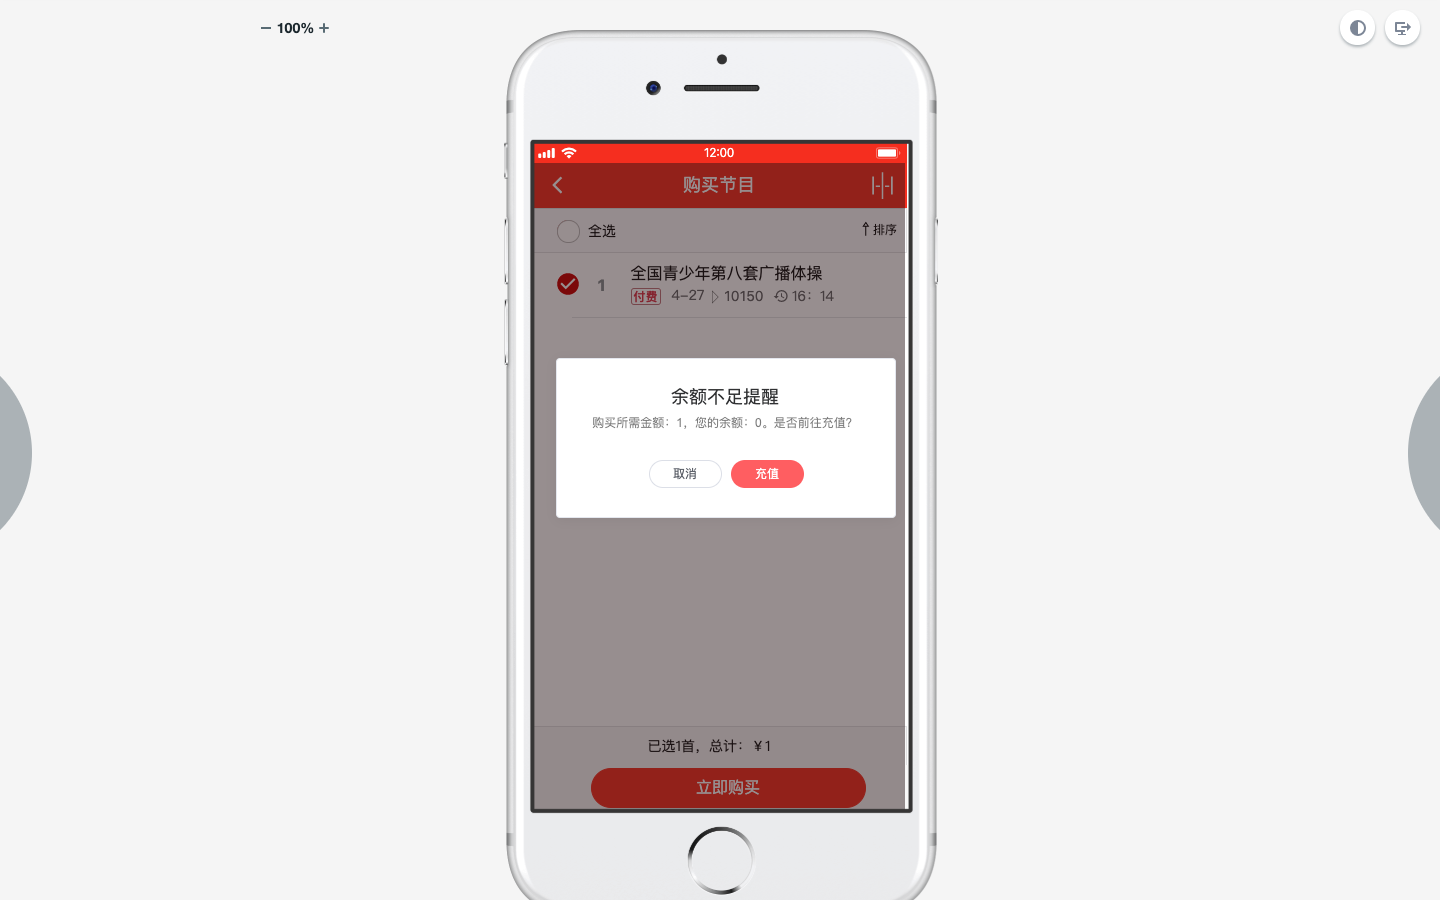 100%
12:00
购买节目
全选
排序
1
全国青少年第八套广播体操
付费 4-27 10150 16：14
余额不足提醒
购买所需金额：1，您的余额：0。是否前往充值？
取消
充值
已选1首，总计：¥1
立即购买